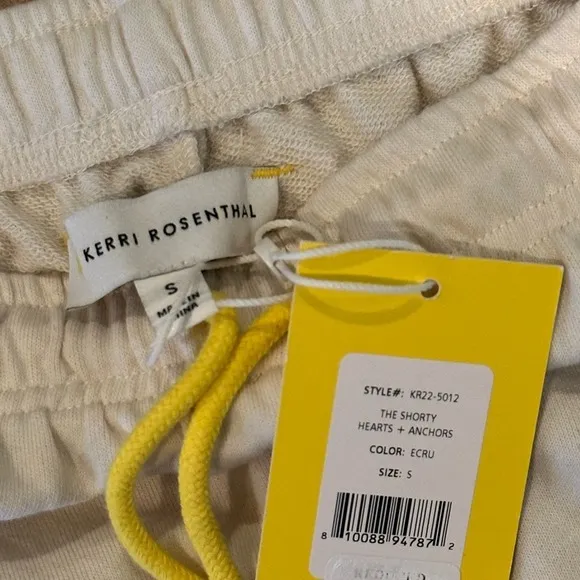 KERRI ROSENTHAL
S
MADE IN
CHINA
STYLE#: KR22-5012
THE SHORTY
HEARTS + ANCHORS
COLOR: ECRU
SIZE: S
8 10088 94787 2